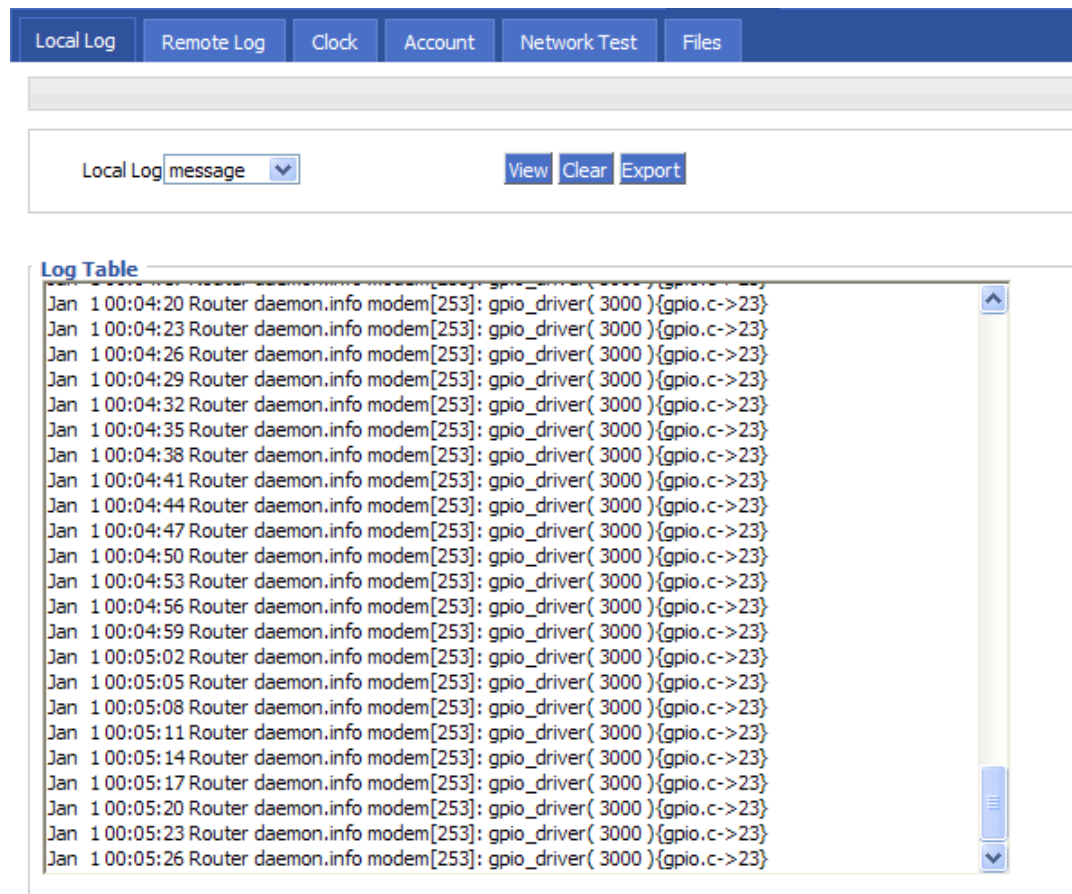 Local Log Remote Log Clock Account Network Test Files
Local Log message View Clear Export
Log Table
Jan 1 00:04:20 Router daemon.info modem[253]: gpio_driver( 3000 ){gpio.c->23}
Jan 1 00:04:23 Router daemon.info modem[253]: gpio_driver( 3000 ){gpio.c->23}
Jan 1 00:04:26 Router daemon.info modem[253]: gpio_driver( 3000 ){gpio.c->23}
Jan 1 00:04:29 Router daemon.info modem[253]: gpio_driver( 3000 ){gpio.c->23}
Jan 1 00:04:32 Router daemon.info modem[253]: gpio_driver( 3000 ){gpio.c->23}
Jan 1 00:04:35 Router daemon.info modem[253]: gpio_driver( 3000 ){gpio.c->23}
Jan 1 00:04:38 Router daemon.info modem[253]: gpio_driver( 3000 ){gpio.c->23}
Jan 1 00:04:41 Router daemon.info modem[253]: gpio_driver( 3000 ){gpio.c->23}
Jan 1 00:04:44 Router daemon.info modem[253]: gpio_driver( 3000 ){gpio.c->23}
Jan 1 00:04:47 Router daemon.info modem[253]: gpio_driver( 3000 ){gpio.c->23}
Jan 1 00:04:50 Router daemon.info modem[253]: gpio_driver( 3000 ){gpio.c->23}
Jan 1 00:04:53 Router daemon.info modem[253]: gpio_driver( 3000 ){gpio.c->23}
Jan 1 00:04:56 Router daemon.info modem[253]: gpio_driver( 3000 ){gpio.c->23}
Jan 1 00:04:59 Router daemon.info modem[253]: gpio_driver( 3000 ){gpio.c->23}
Jan 1 00:05:02 Router daemon.info modem[253]: gpio_driver( 3000 ){gpio.c->23}
Jan 1 00:05:05 Router daemon.info modem[253]: gpio_driver( 3000 ){gpio.c->23}
Jan 1 00:05:08 Router daemon.info modem[253]: gpio_driver( 3000 ){gpio.c->23}
Jan 1 00:05:11 Router daemon.info modem[253]: gpio_driver( 3000 ){gpio.c->23}
Jan 1 00:05:14 Router daemon.info modem[253]: gpio_driver( 3000 ){gpio.c->23}
Jan 1 00:05:17 Router daemon.info modem[253]: gpio_driver( 3000 ){gpio.c->23}
Jan 1 00:05:20 Router daemon.info modem[253]: gpio_driver( 3000 ){gpio.c->23}
Jan 1 00:05:23 Router daemon.info modem[253]: gpio_driver( 3000 ){gpio.c->23}
Jan 1 00:05:26 Router daemon.info modem[253]: gpio_driver( 3000 ){gpio.c->23}